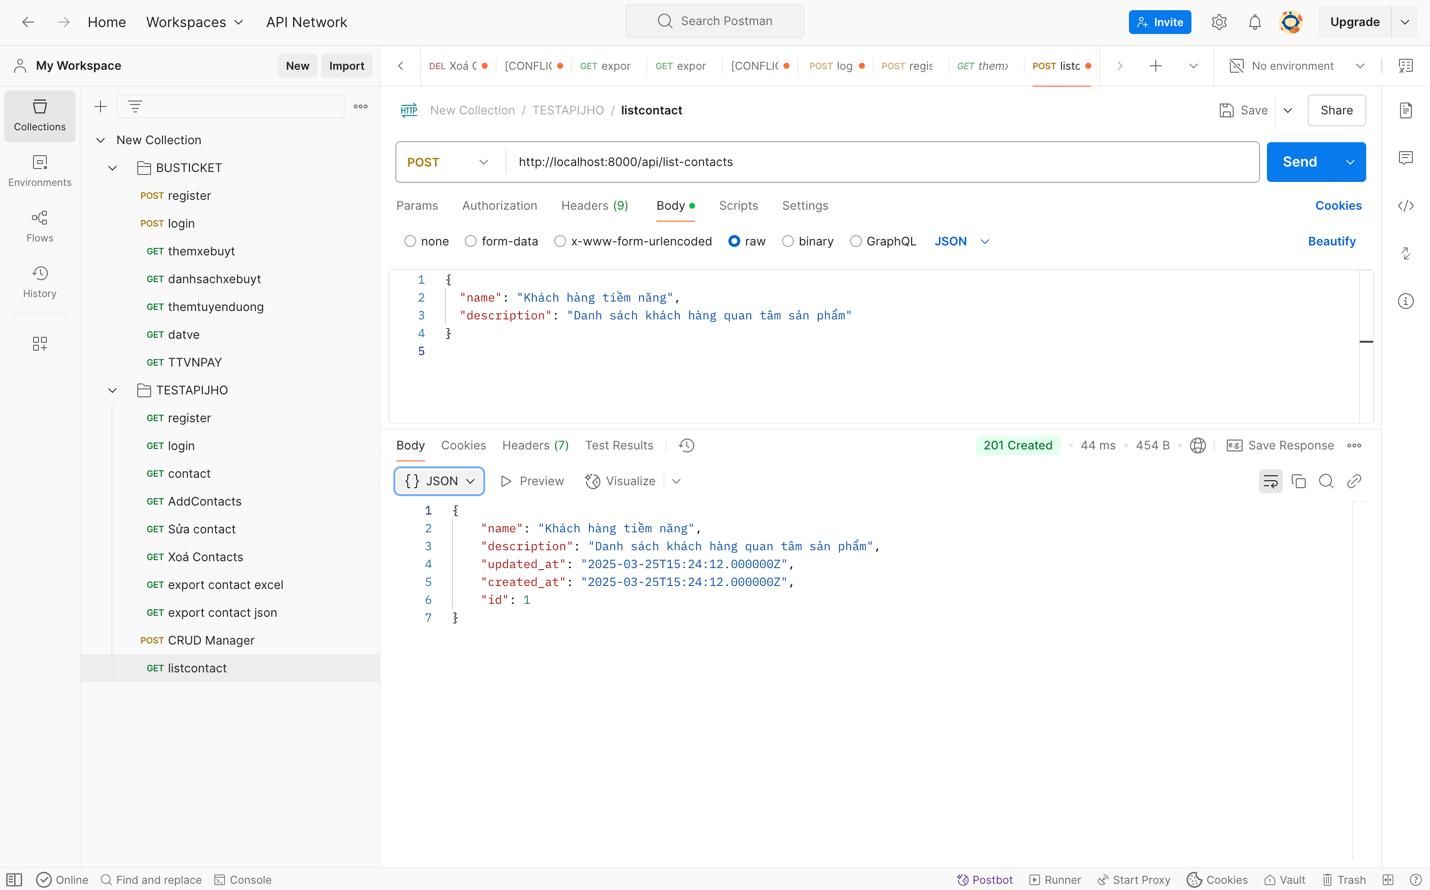 Home Workspaces API Network Search Postman Invite Upgrade
My Workspace New Import DEL Xoá C [CONFLIC GET expor GET expor [CONFLIC POST log POST regis GET themx POST listc No environment
Collections
Environments
Flows
History
New Collection
BUSTICKET
POST register
POST login
GET themxebuyt
GET danhsachxebuyt
GET themtuyenduong
GET datve
GET TTVNPAY
TESTAPIJHO
GET register
GET login
GET contact
GET AddContacts
GET Sửa contact
GET Xoá Contacts
GET export contact excel
GET export contact json
POST CRUD Manager
GET listcontact
HTTP New Collection / TESTAPIJHO / listcontact Save Share
POST http://localhost:8000/api/list-contacts Send
Params Authorization Headers (9) Body Scripts Settings Cookies
none form-data x-www-form-urlencoded raw binary GraphQL JSON Beautify
1 {
2 "name": "Khách hàng tiềm năng",
3 "description": "Danh sách khách hàng quan tâm sản phẩm"
4 }
5
Body Cookies Headers (7) Test Results 201 Created 44 ms 454 B e.g. Save Response
{} JSON Preview Visualize
1 {
2 "name": "Khách hàng tiềm năng",
3 "description": "Danh sách khách hàng quan tâm sản phẩm",
4 "updated_at": "2025-03-25T15:24:12.000000Z",
5 "created_at": "2025-03-25T15:24:12.000000Z",
6 "id": 1
7 }
Online Find and replace Console Postbot Runner Start Proxy Cookies Vault Trash